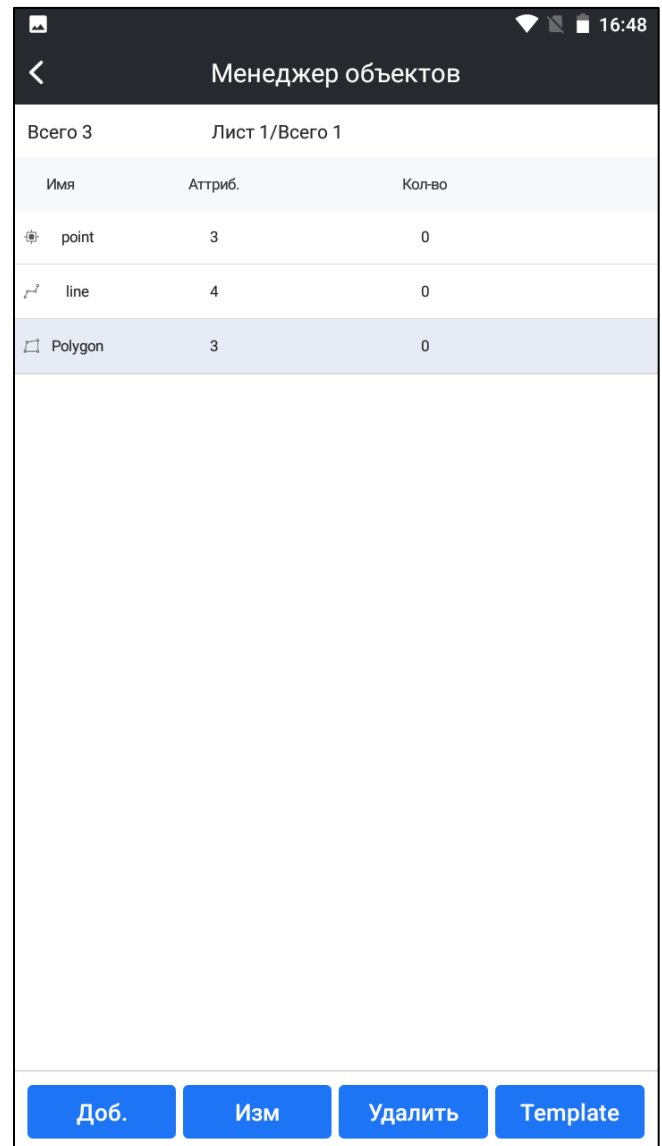 16:48
Менеджер объектов
Всего 3 Лист 1/Всего 1
Имя Аттриб. Кол-во
point 3 0
line 4 0
Polygon 3 0
Доб. Изм Удалить Template